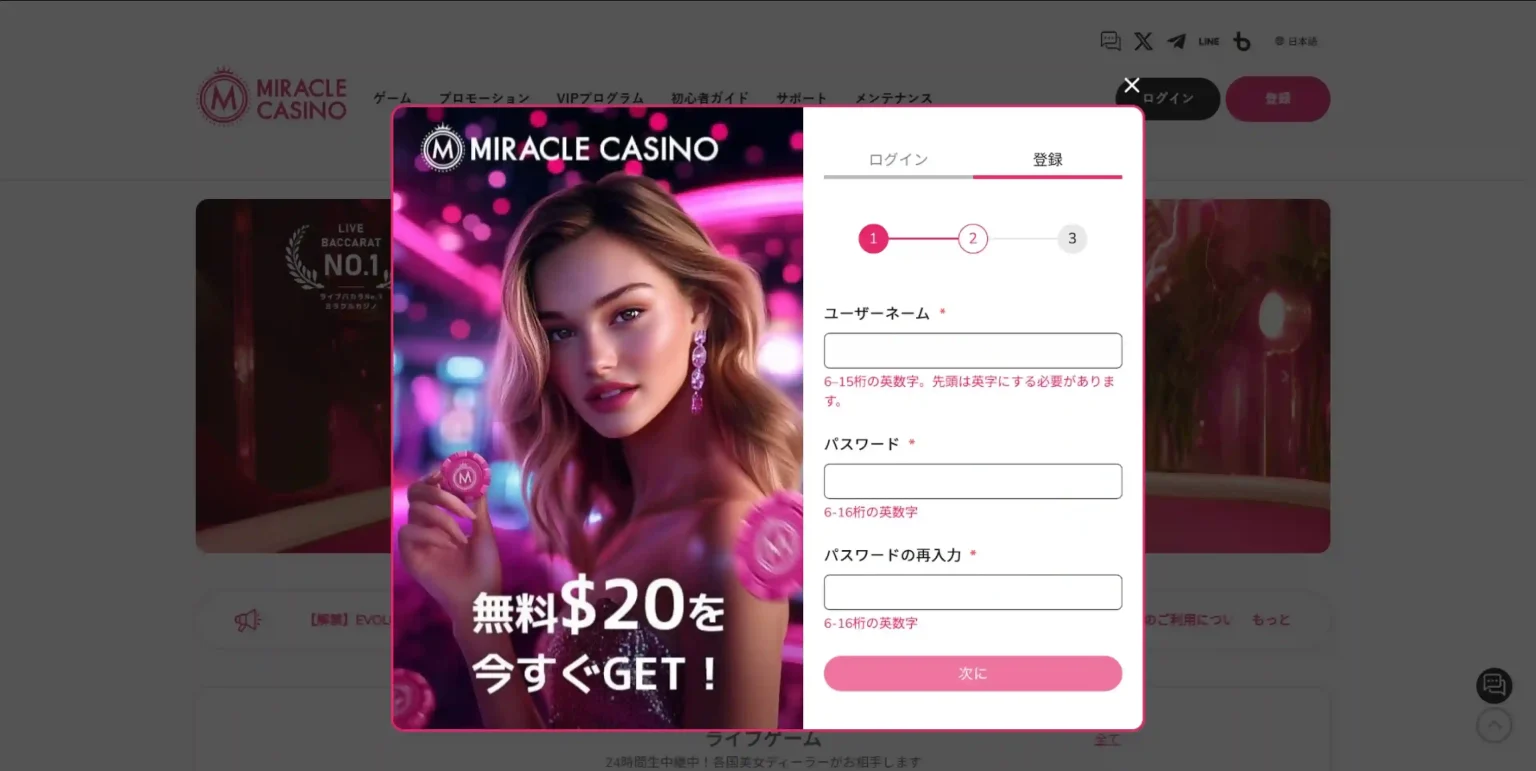 LINE
日本語
MIRACLE
CASINO
ゲーム
プロモーション
VIPプログラム
初心者ガイド
サポート
メンテナンス
ログイン
登録
MIRACLE CASINO
無料$20を
今すぐGET！
ログイン
登録
1
2
3
ユーザーネーム *
6–15桁の英数字。先頭は英字にする必要がありま
す。
パスワード *
6-16桁の英数字
パスワードの再入力 *
6-16桁の英数字
次に
LIVE
BACCARAT
NO.1
ライブバカラNo.1
ミラクルカジノ
【解禁】EVOL
のご利用につい
もっと
ライブゲーム
全て
24時間生中継中！各国美女ディーラーがお相手します